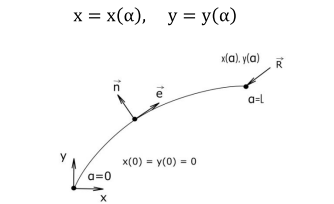 x = x(α), y = y(α)
x(a), y(a)
R
n
e
a=L
y
x(0) = y(0) = 0
a=0
x